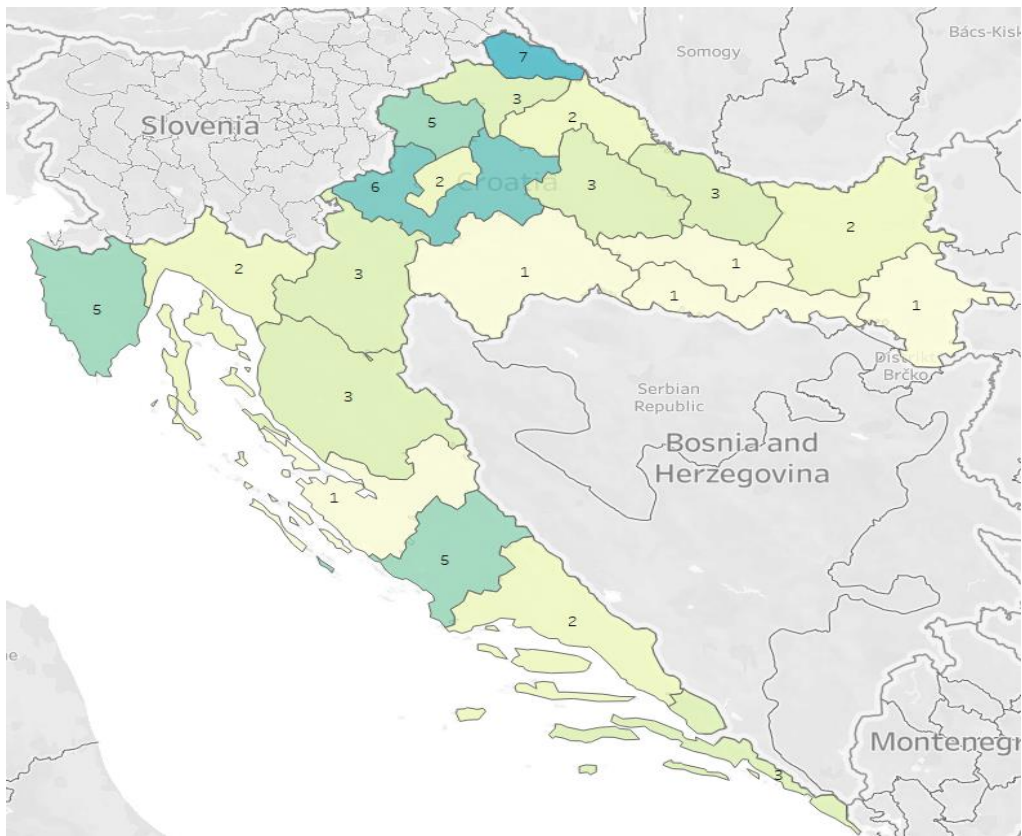 Bács-Kisk
Somogy
7
3
2
5
Slovenia
6
2
Croatia
3
3
2
2
3
1
1
1
1
5
Distrikt
Brčko
3
Serbian
Republic
Bosnia and
Herzegovina
1
5
2
ne
Montenegr
3